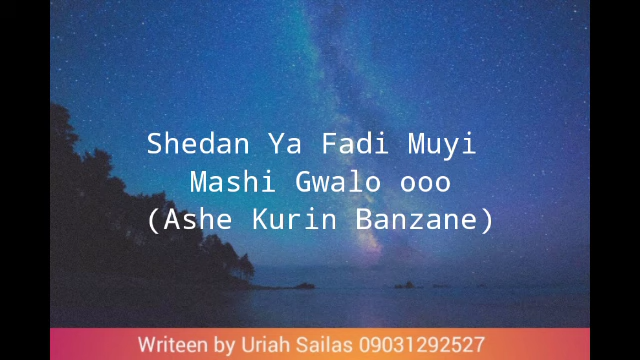 Shedan Ya Fadi Muyi
Mashi Gwalo ooo
(Ashe Kurin Banzane)
Writeen by Uriah Sailas 09031292527